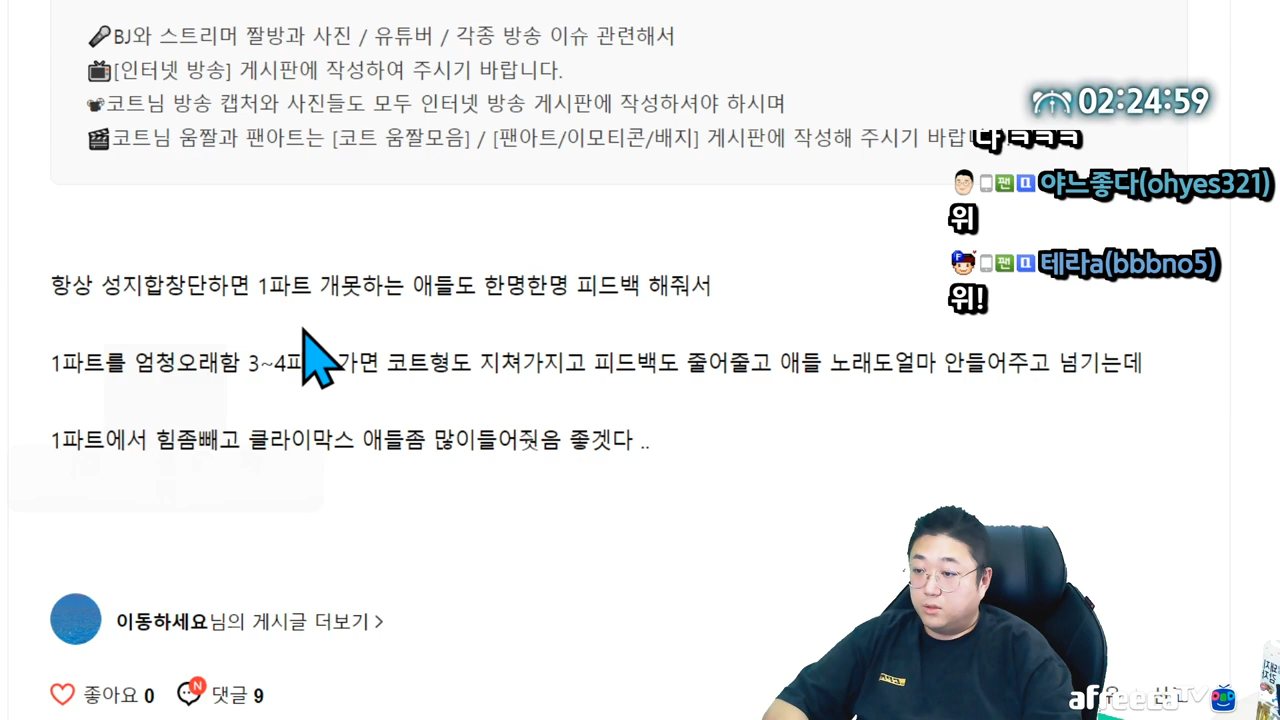 BJ와 스트리머 짤방과 사진 / 유튜버 / 각종 방송 이슈 관련해서
[인터넷 방송] 게시판에 작성하여 주시기 바랍니다.
코트님 방송 캡처와 사진들도 모두 인터넷 방송 게시판에 작성하셔야 하시며
코트님 움짤과 팬아트는 [코트 움짤모음] / [팬아트/이모티콘/배지] 게시판에 작성해 주시기 바랍
02:24:59
다ㅋㅋㅋ
야느좋다(ohyes321)
위
테라a(bbbno5)
위!
항상 성지합창단하면 1파트 개못하는 애들도 한명한명 피드백 해줘서
1파트를 엄청오래함 3~4파 가면 코트형도 지쳐가지고 피드백도 줄어줄고 애들 노래도얼마 안들어주고 넘기는데
1파트에서 힘좀빼고 클라이막스 애들좀 많이들어줫음 좋겟다 ..
이동하세요님의 게시글 더보기 >
좋아요 0 댓글 9
afreecaTV